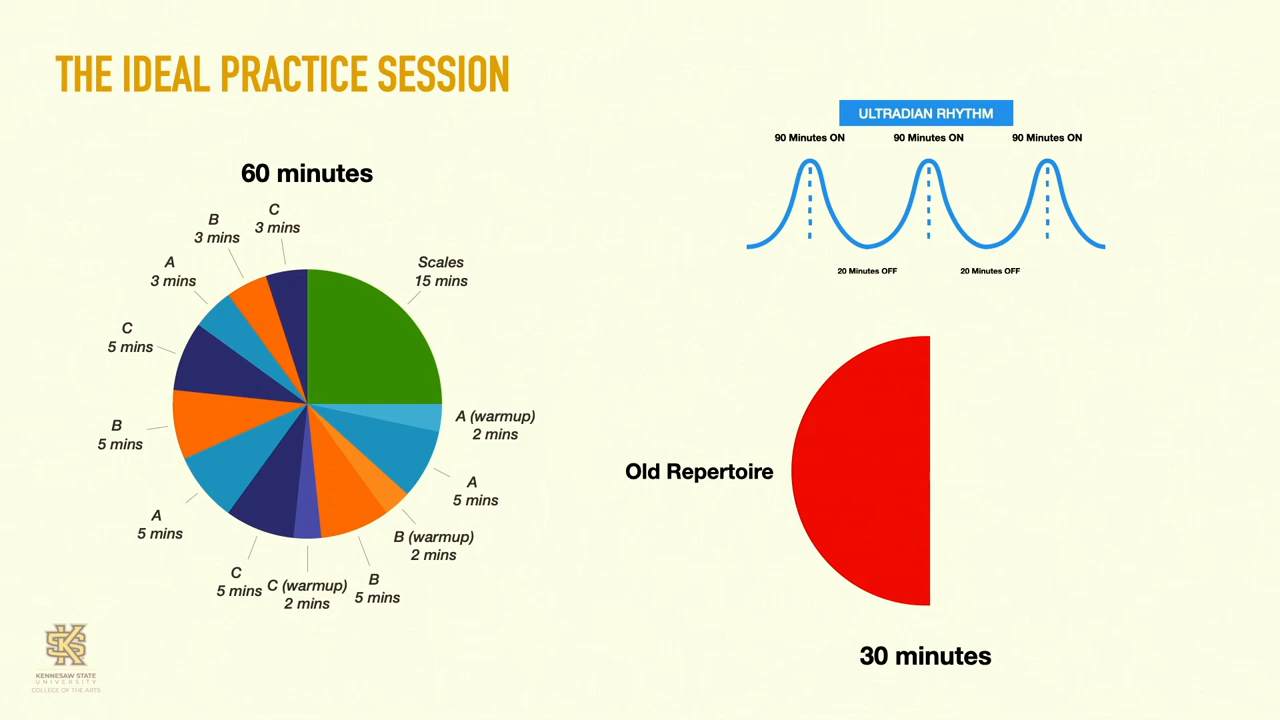 THE IDEAL PRACTICE SESSION
60 minutes
C
3 mins
B
3 mins
A
3 mins
C
5 mins
B
5 mins
A
5 mins
C
5 mins
C (warmup)
2 mins
B
5 mins
B (warmup)
2 mins
A
5 mins
A (warmup)
2 mins
Scales
15 mins
ULTRADIAN RHYTHM
90 Minutes ON
90 Minutes ON
90 Minutes ON
20 Minutes OFF
20 Minutes OFF
Old Repertoire
30 minutes
KS
KENNESAW STATE
UNIVERSITY
COLLEGE OF THE ARTS